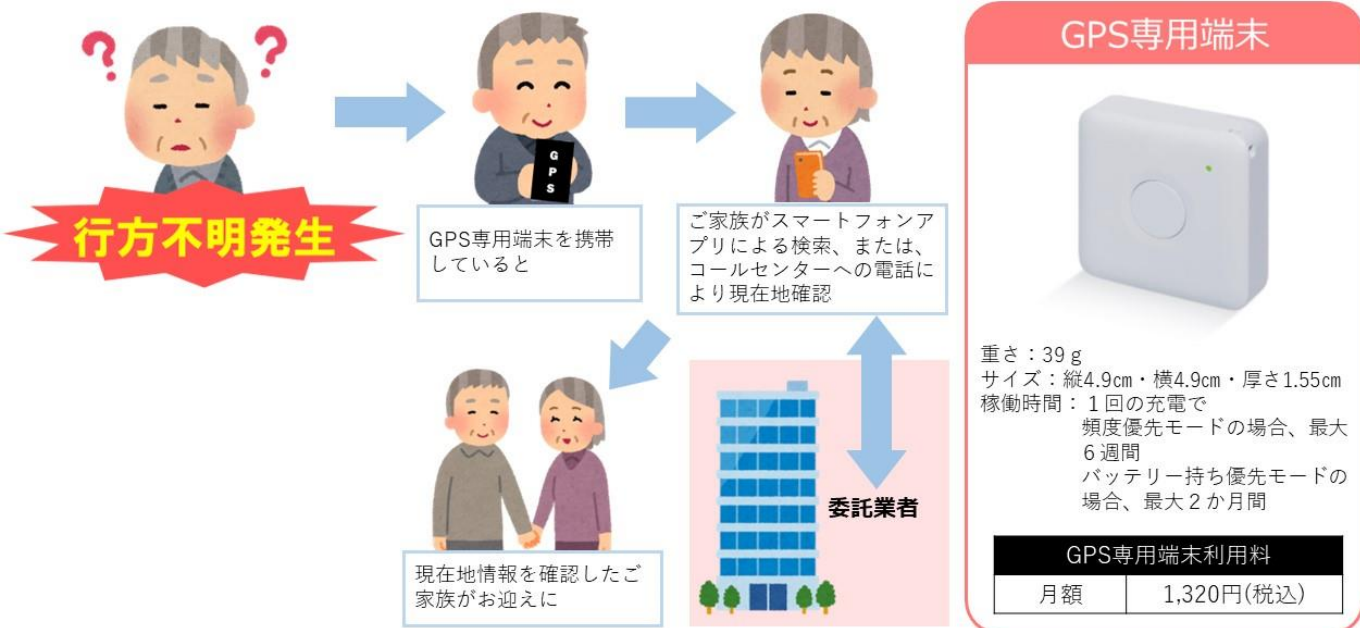 行方不明発生
G
P
S
GPS専用端末を携帯
していると
ご家族がスマートフォンア
プリによる検索、または、
コールセンターへの電話に
より現在地確認
委託業者
現在地情報を確認したご
家族がお迎えに
GPS専用端末
重さ：39ｇ
サイズ：縦4.9㎝・横4.9㎝・厚さ1.55㎝
稼働時間：１回の充電で
頻度優先モードの場合、最大
６週間
バッテリー持ち優先モードの
場合、最大２か月間
GPS専用端末利用料
月額 1,320円(税込)